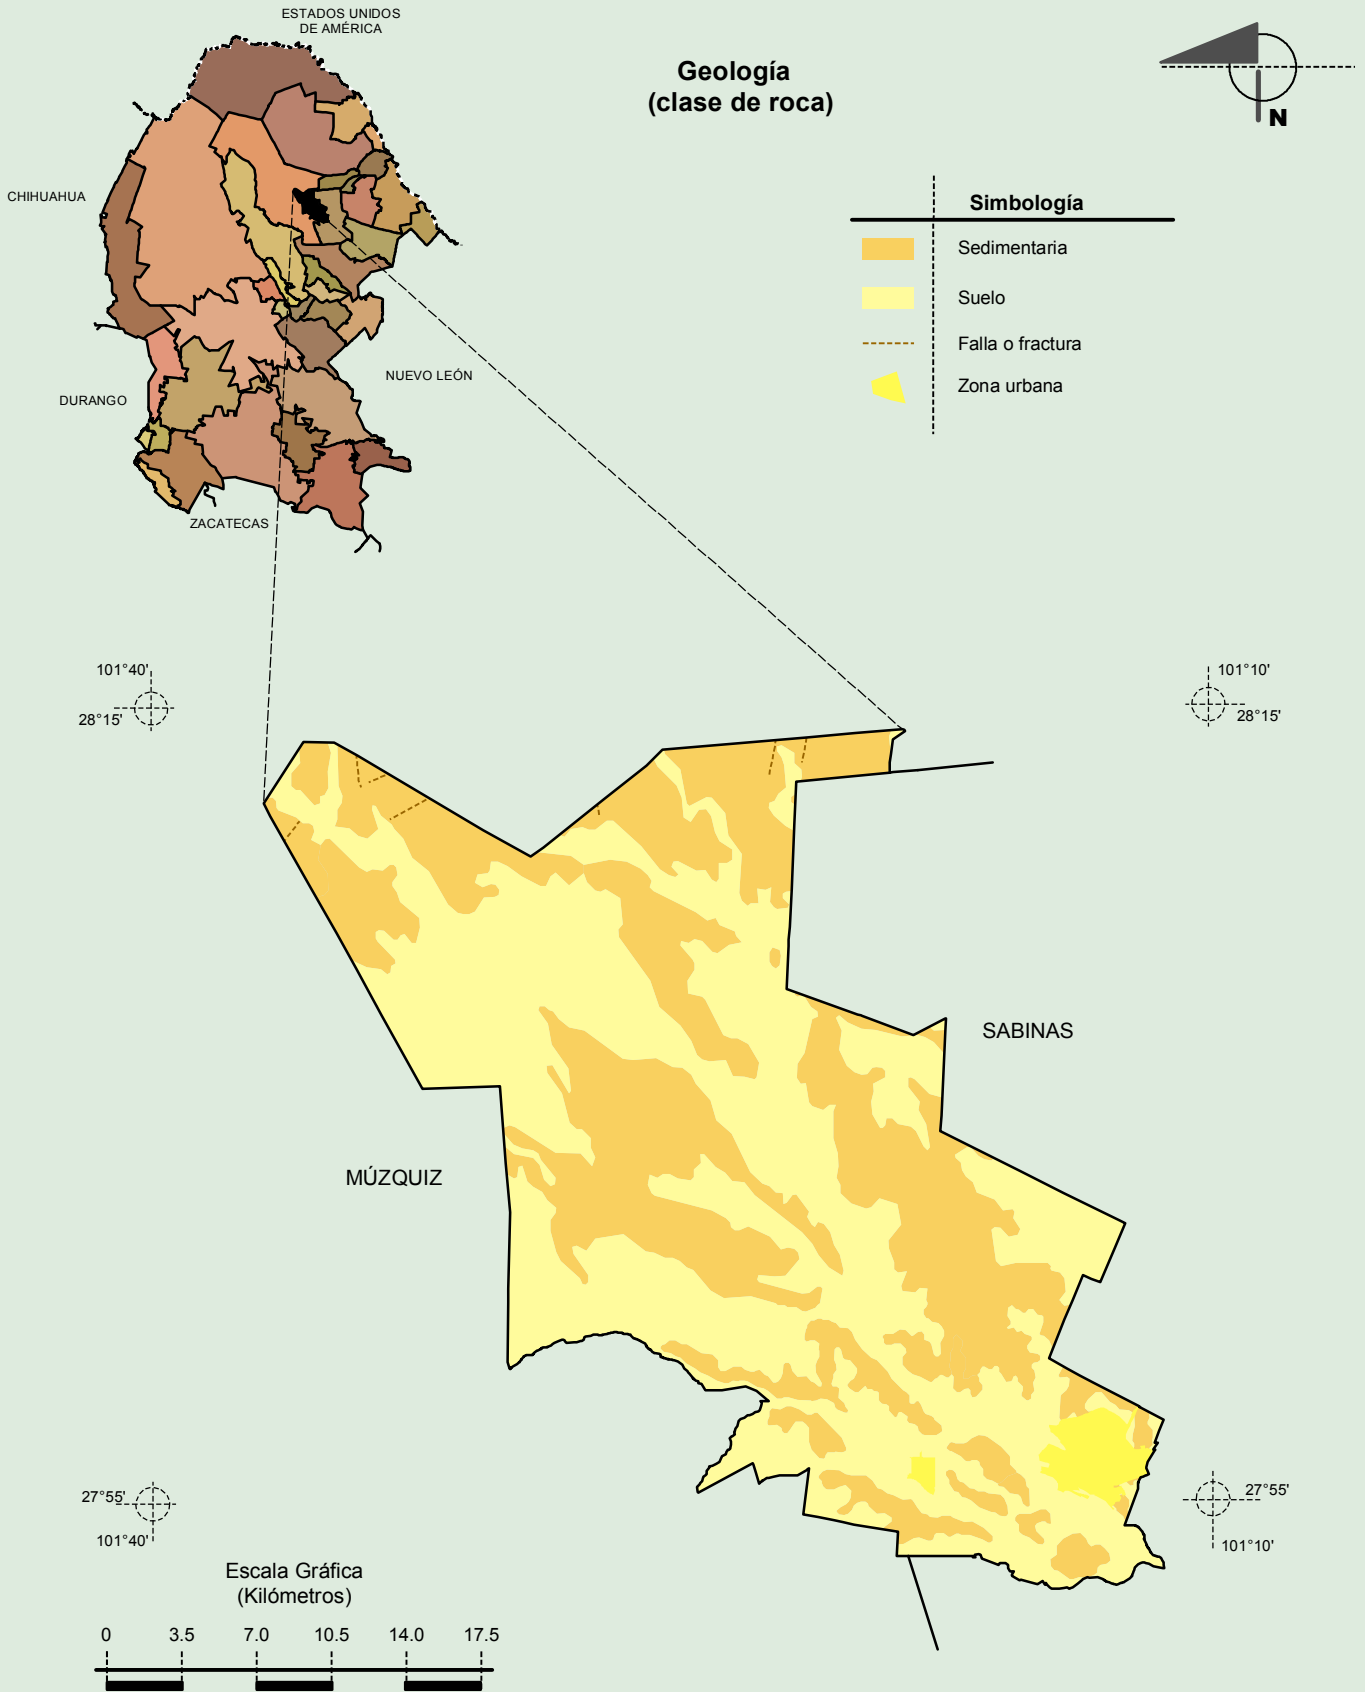 ESTADOS UNIDOS
DE AMÉRICA
Geología
(clase de roca)
N
CHIHUAHUA
Simbología
Sedimentaria
Suelo
Falla o fractura
Zona urbana
NUEVO LEÓN
DURANGO
ZACATECAS
101°40'
28°15'
101°10'
28°15'
SABINAS
MÚZQUIZ
27°55'
101°40'
27°55'
101°10'
Escala Gráfica
(Kilómetros)
0 3.5 7.0 10.5 14.0 17.5